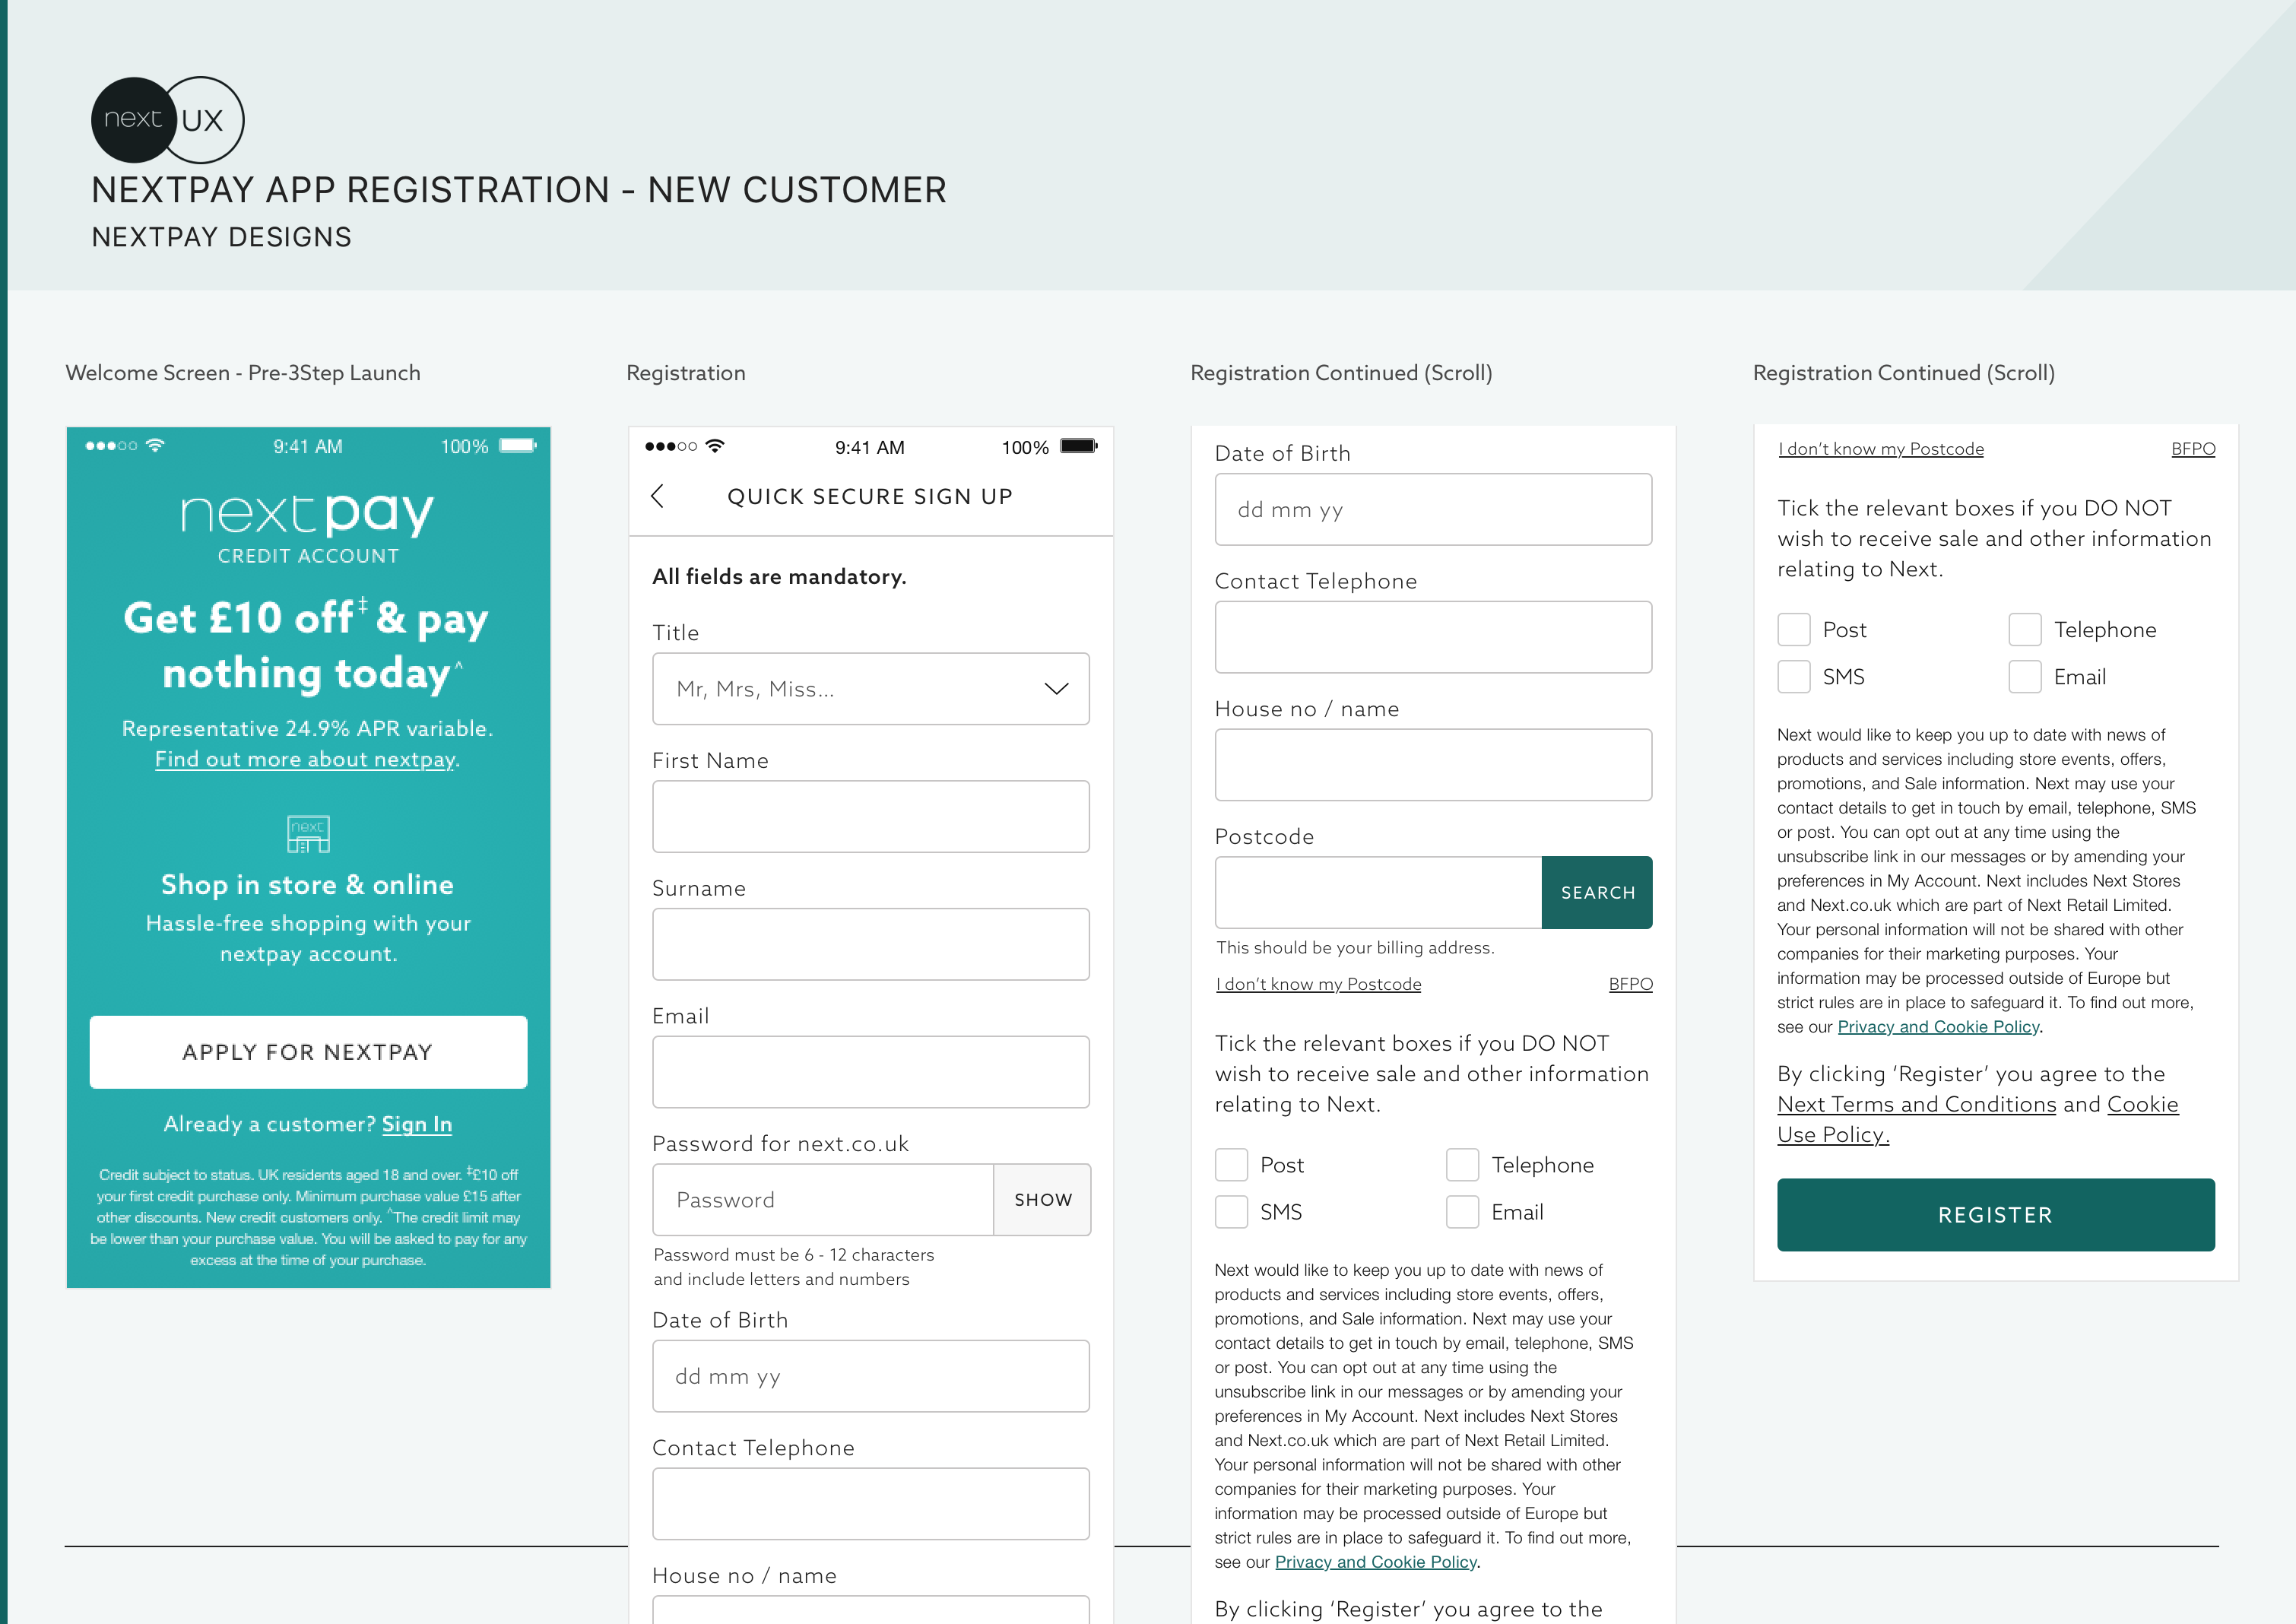 next UX
NEXTPAY APP REGISTRATION - NEW CUSTOMER
NEXTPAY DESIGNS
Welcome Screen - Pre-3Step Launch
9:41 AM 100%
nextpay
CREDIT ACCOUNT
Get £10 off‡ & pay
nothing today^
Representative 24.9% APR variable.
Find out more about nextpay.
next
Shop in store & online
Hassle-free shopping with your
nextpay account.
APPLY FOR NEXTPAY
Already a customer? Sign In
Credit subject to status. UK residents aged 18 and over. ‡£10 off
your first credit purchase only. Minimum purchase value £15 after
other discounts. New credit customers only. ^The credit limit may
be lower than your purchase value. You will be asked to pay for any
excess at the time of your purchase.
Registration
9:41 AM 100%
QUICK SECURE SIGN UP
All fields are mandatory.
Title
Mr, Mrs, Miss...
First Name
Surname
Email
Password for next.co.uk
Password SHOW
Password must be 6 - 12 characters
and include letters and numbers
Date of Birth
dd mm yy
Contact Telephone
House no / name
Registration Continued (Scroll)
Date of Birth
dd mm yy
Contact Telephone
House no / name
Postcode
SEARCH
This should be your billing address.
I don't know my Postcode BFPO
Tick the relevant boxes if you DO NOT
wish to receive sale and other information
relating to Next.
Post Telephone
SMS Email
Next would like to keep you up to date with news of
products and services including store events, offers,
promotions, and Sale information. Next may use your
contact details to get in touch by email, telephone, SMS
or post. You can opt out at any time using the
unsubscribe link in our messages or by amending your
preferences in My Account. Next includes Next Stores
and Next.co.uk which are part of Next Retail Limited.
Your personal information will not be shared with other
companies for their marketing purposes. Your
information may be processed outside of Europe but
strict rules are in place to safeguard it. To find out more,
see our Privacy and Cookie Policy.
By clicking ‘Register’ you agree to the
Registration Continued (Scroll)
I don't know my Postcode BFPO
Tick the relevant boxes if you DO NOT
wish to receive sale and other information
relating to Next.
Post Telephone
SMS Email
Next would like to keep you up to date with news of
products and services including store events, offers,
promotions, and Sale information. Next may use your
contact details to get in touch by email, telephone, SMS
or post. You can opt out at any time using the
unsubscribe link in our messages or by amending your
preferences in My Account. Next includes Next Stores
and Next.co.uk which are part of Next Retail Limited.
Your personal information will not be shared with other
companies for their marketing purposes. Your
information may be processed outside of Europe but
strict rules are in place to safeguard it. To find out more,
see our Privacy and Cookie Policy.
By clicking ‘Register’ you agree to the
Next Terms and Conditions and Cookie
Use Policy.
REGISTER